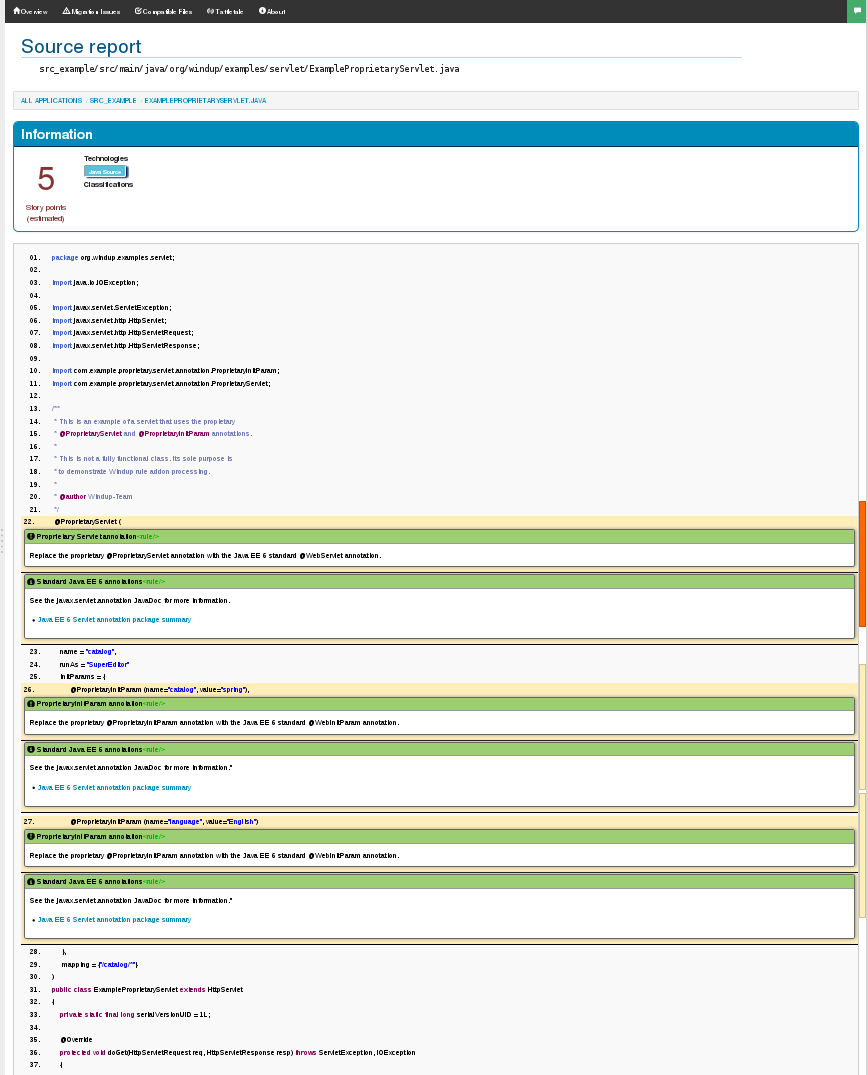 Overview Migration Issues Compatible Files Tattletale About
Source report
src_example/src/main/java/org/windup/examples/servlet/ExampleProprietaryServlet.java
ALL APPLICATIONS / SRC_EXAMPLE / EXAMPLEPROPRIETARYSERVLET.JAVA
Information
5
Story points
(estimated)
Technologies
Java Source
Classifications
01. package org.windup.examples.servlet;
02.
03. import java.io.IOException;
04.
05. import javax.servlet.ServletException;
06. import javax.servlet.http.HttpServlet;
07. import javax.servlet.http.HttpServletRequest;
08. import javax.servlet.http.HttpServletResponse;
09.
10. import com.example.proprietary.servlet.annotation.ProprietaryInitParam;
11. import com.example.proprietary.servlet.annotation.ProprietaryServlet;
12.
13. /**
14. * This is an example of a servlet that uses the propietary
15. * @ProprietaryServlet and @ProprietaryInitParam annotations.
16. *
17. * This is not a fully functional class. Its sole purpose is
18. * to demonstrate Windup rule addon processing.
19. *
20. * @author Windup-Team
21. */
22. @ProprietaryServlet (
Proprietary Servlet annotation<rule/>
Replace the proprietary @ProprietaryServlet annotation with the Java EE 6 standard @WebServlet annotation.
Standard Java EE 6 annotations<rule/>
See the javax.servlet.annotation JavaDoc for more information.
• Java EE 6 Servlet annotation package summary
23. name = "catalog",
24. runAs = "SuperEditor"
25. initParams = {
26. @ProprietaryInitParam (name="catalog", value="spring"),
ProprietaryInitParam annotation<rule/>
Replace the proprietary @ProprietaryInitParam annotation with the Java EE 6 standard @WebInitParam annotation.
Standard Java EE 6 annotations<rule/>
See the javax.servlet.annotation JavaDoc for more information."
• Java EE 6 Servlet annotation package summary
27. @ProprietaryInitParam (name="language", value="English")
ProprietaryInitParam annotation<rule/>
Replace the proprietary @ProprietaryInitParam annotation with the Java EE 6 standard @WebInitParam annotation.
Standard Java EE 6 annotations<rule/>
See the javax.servlet.annotation JavaDoc for more information."
• Java EE 6 Servlet annotation package summary
28. },
29. mapping = {"/catalog/*"}
30. )
31. public class ExampleProprietaryServlet extends HttpServlet
32. {
33. private static final long serialVersionUID = 1L;
34.
35. @Override
36. protected void doGet(HttpServletRequest req, HttpServletResponse resp) throws ServletException, IOException
37. {